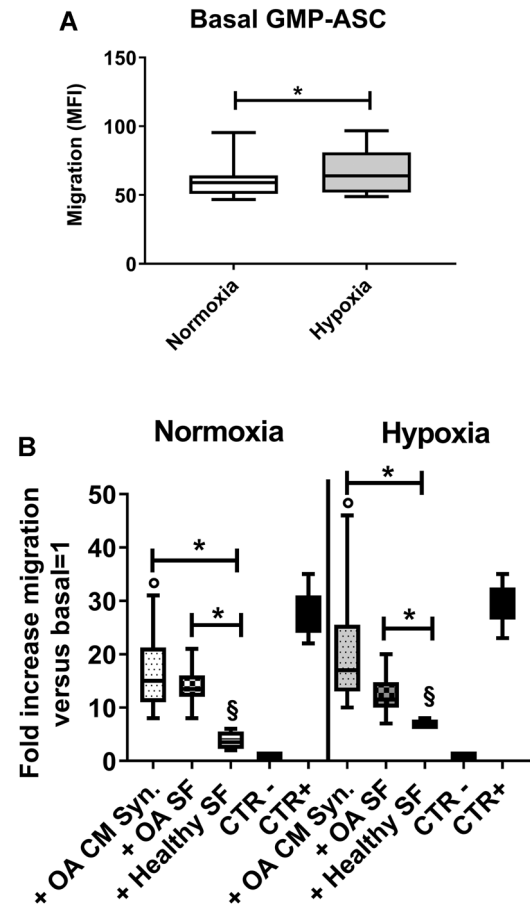 A
Basal GMP-ASC
Migration (MFI)
150
100
50
0
*
Normoxia
Hypoxia
B
Normoxia
Hypoxia
Fold increase migration
versus basal=1
50
40
30
20
10
0
*
*
§
*
*
§
+ OA CM Syn.
+ OA SF
+ Healthy SF
CTR -
CTR+
+ OA CM Syn.
+ OA SF
+ Healthy SF
CTR -
CTR+